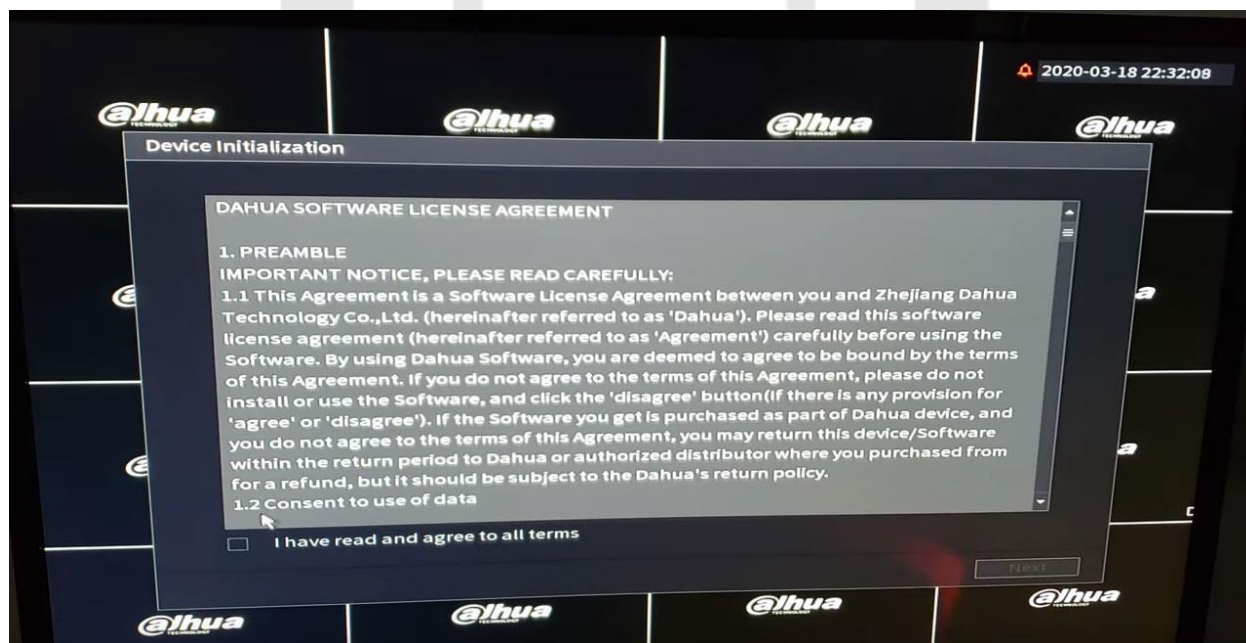 2020-03-18 22:32:08
alhua
TECHNOLOGY
alhua
TECHNOLOGY
alhua
TECHNOLOGY
alhua
TECHNOLOGY
Device Initialization
DAHUA SOFTWARE LICENSE AGREEMENT
1. PREAMBLE
IMPORTANT NOTICE, PLEASE READ CAREFULLY:
1.1 This Agreement is a Software License Agreement between you and Zhejiang Dahua
Technology Co.,Ltd. (hereinafter referred to as 'Dahua'). Please read this software
license agreement (hereinafter referred to as 'Agreement') carefully before using the
Software. By using Dahua Software, you are deemed to agree to be bound by the terms
of this Agreement. If you do not agree to the terms of this Agreement, please do not
install or use the Software, and click the 'disagree' button(If there is any provision for
'agree' or 'disagree'). If the Software you get is purchased as part of Dahua device, and
you do not agree to the terms of this Agreement, you may return this device/Software
within the return period to Dahua or authorized distributor where you purchased from
for a refund, but it should be subject to the Dahua's return policy.
1.2 Consent to use of data
I have read and agree to all terms
Next
alhua
TECHNOLOGY
alhua
TECHNOLOGY
alhua
TECHNOLOGY
alhua
TECHNOLOGY